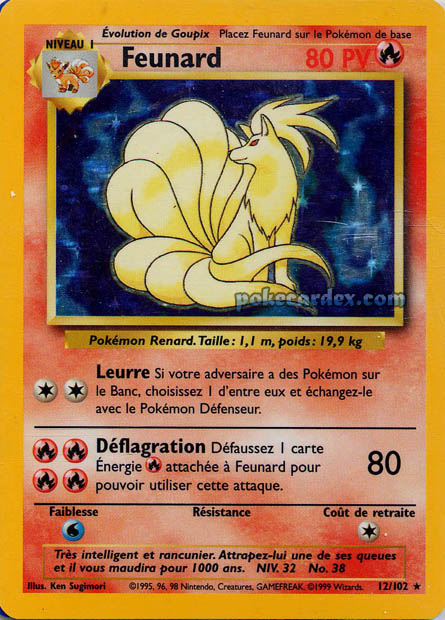 Évolution de Goupix Placez Feunard sur le Pokémon de base
NIVEAU 1
Feunard 80 PV
pokecardex.com
Pokémon Renard. Taille: 1,1 m, poids: 19,9 kg
Leurre Si votre adversaire a des Pokémon sur
le Banc, choisissez 1 d'entre eux et échangez-le
avec le Pokémon Défenseur.
Déflagration Défaussez 1 carte
Énergie attachée à Feunard pour
pouvoir utiliser cette attaque.
80
Faiblesse Résistance Coût de retraite
Très intelligent et rancunier. Attrapez-lui une de ses queues
et il vous maudira pour 1000 ans. NIV. 32 No. 38
Illus. Ken Sugimori ©1995, 96, 98 Nintendo, Creatures, GAMEFREAK. ©1999 Wizards. 12/102 ★